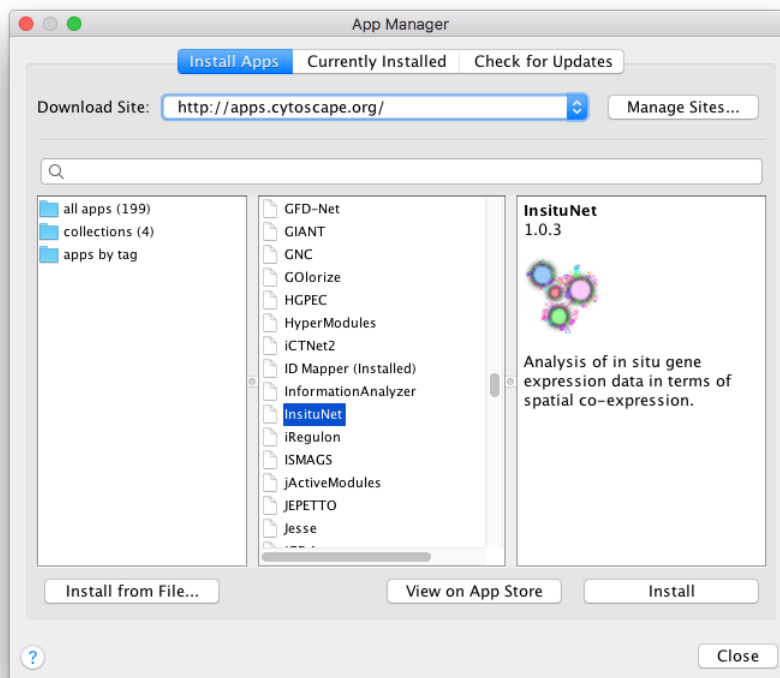 App Manager
Install Apps
Currently Installed
Check for Updates
Download Site:
http://apps.cytoscape.org/
Manage Sites...
all apps (199)
collections (4)
apps by tag
GFD-Net
GIANT
GNC
GOlorize
HGPEC
HyperModules
iCTNet2
ID Mapper (Installed)
InformationAnalyzer
InsituNet
iRegulon
ISMAGS
jActiveModules
JEPETTO
Jesse
InsituNet
1.0.3
Analysis of in situ gene
expression data in terms of
spatial co-expression.
Install from File...
View on App Store
Install
?
Close